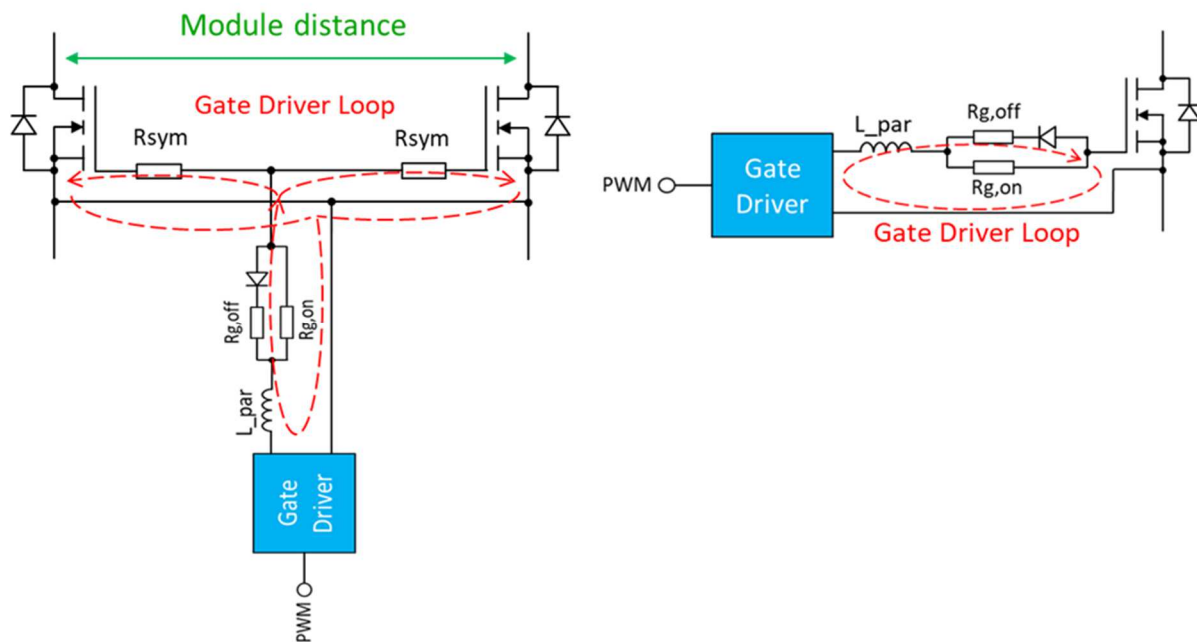 Module distance
Gate Driver Loop
Rsym
Rsym
Rg,off
Rg,on
L_par
Gate
Driver
PWM
L_par
Rg,off
Rg,on
PWM
Gate
Driver
Gate Driver Loop